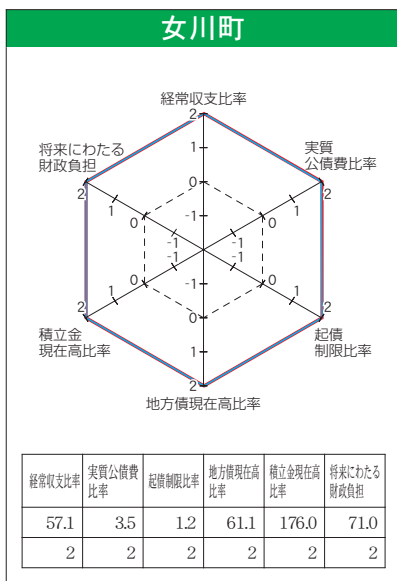 女川町
経常収支比率
2
1
0
-1
将来にわたる
財政負担
2
1
0
-1
実質
公債費比率
2
1
0
-1
積立金
現在高比率
2
1
0
-1
起債
制限比率
2
1
0
-1
-1
0
1
2
地方債現在高比率
経常収支比率 実質公債費比率 起債制限比率 地方債現在高比率 積立金現在高比率 将来にわたる財政負担
57.1 3.5 1.2 61.1 176.0 71.0
2 2 2 2 2 2